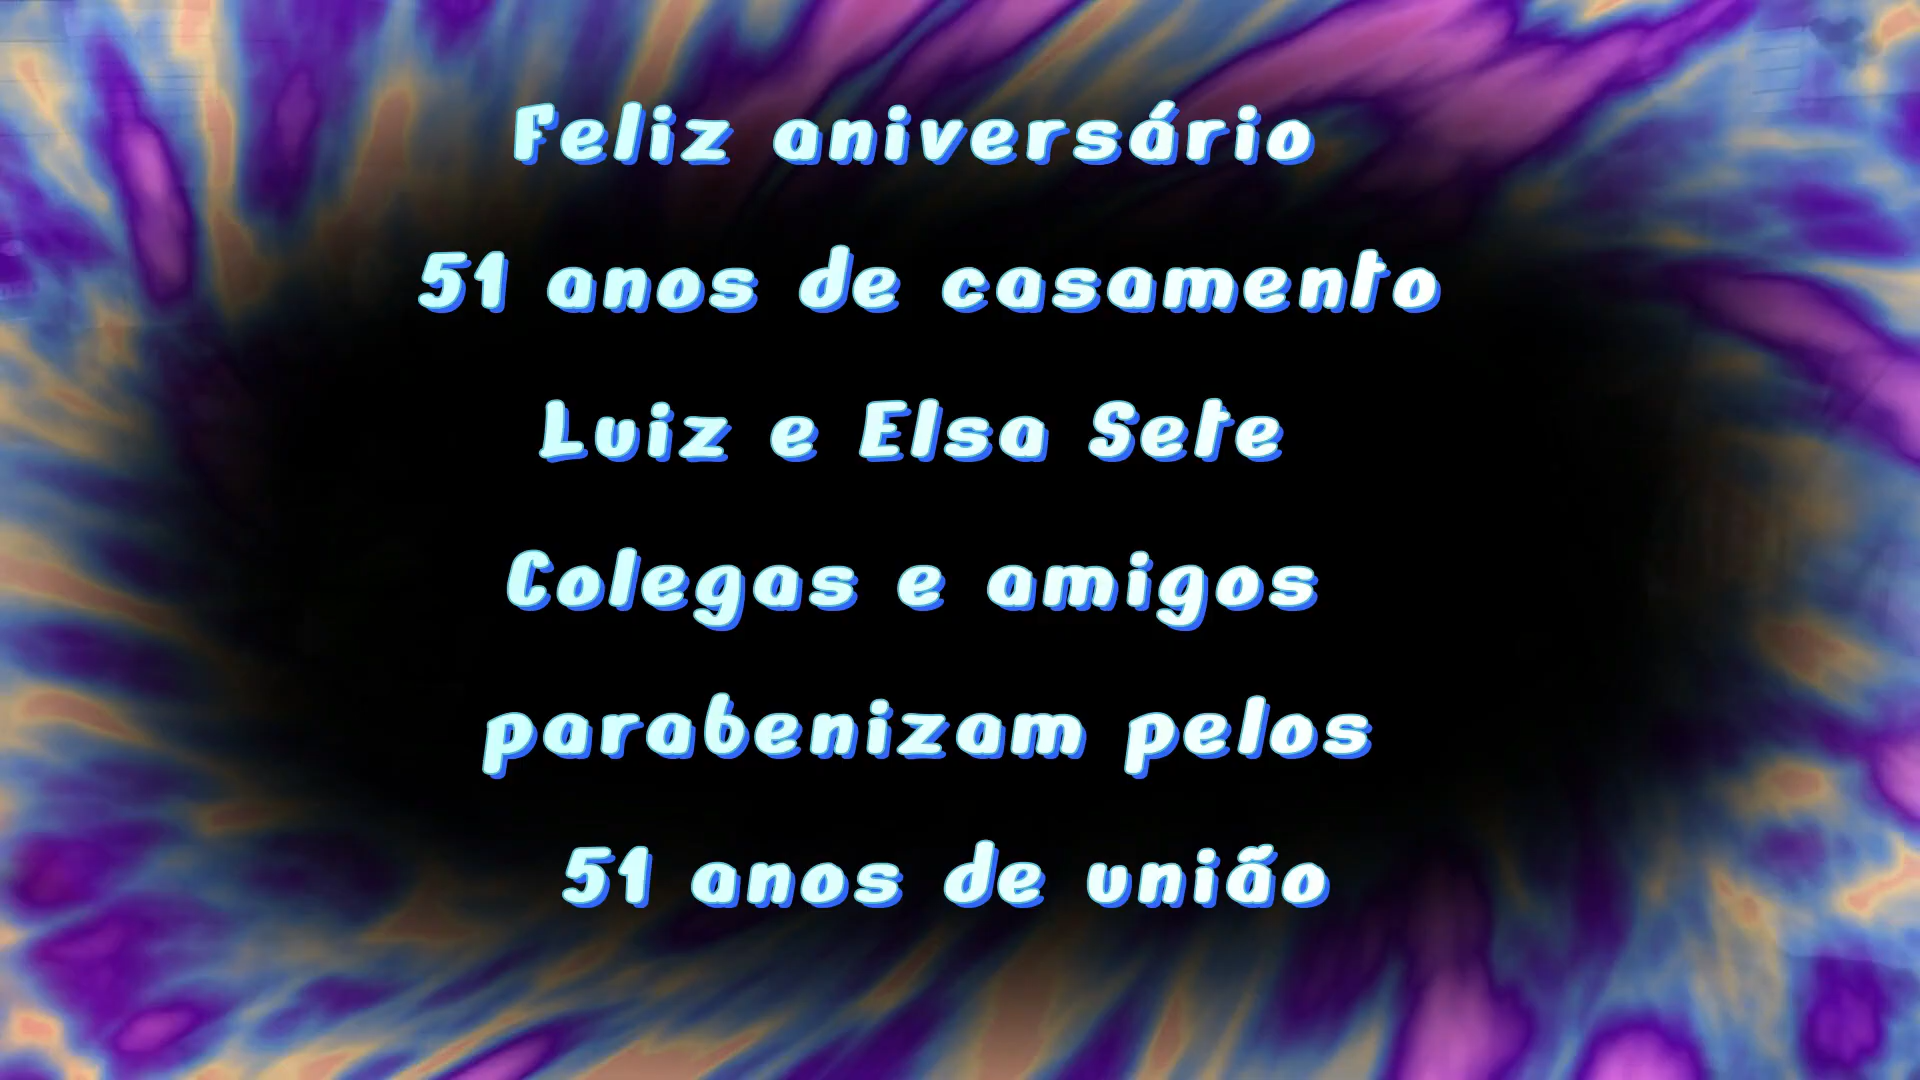 Feliz aniversário
51 anos de casamento
Luiz e Elsa Sete
Colegas e amigos
parabenizam pelos
51 anos de união